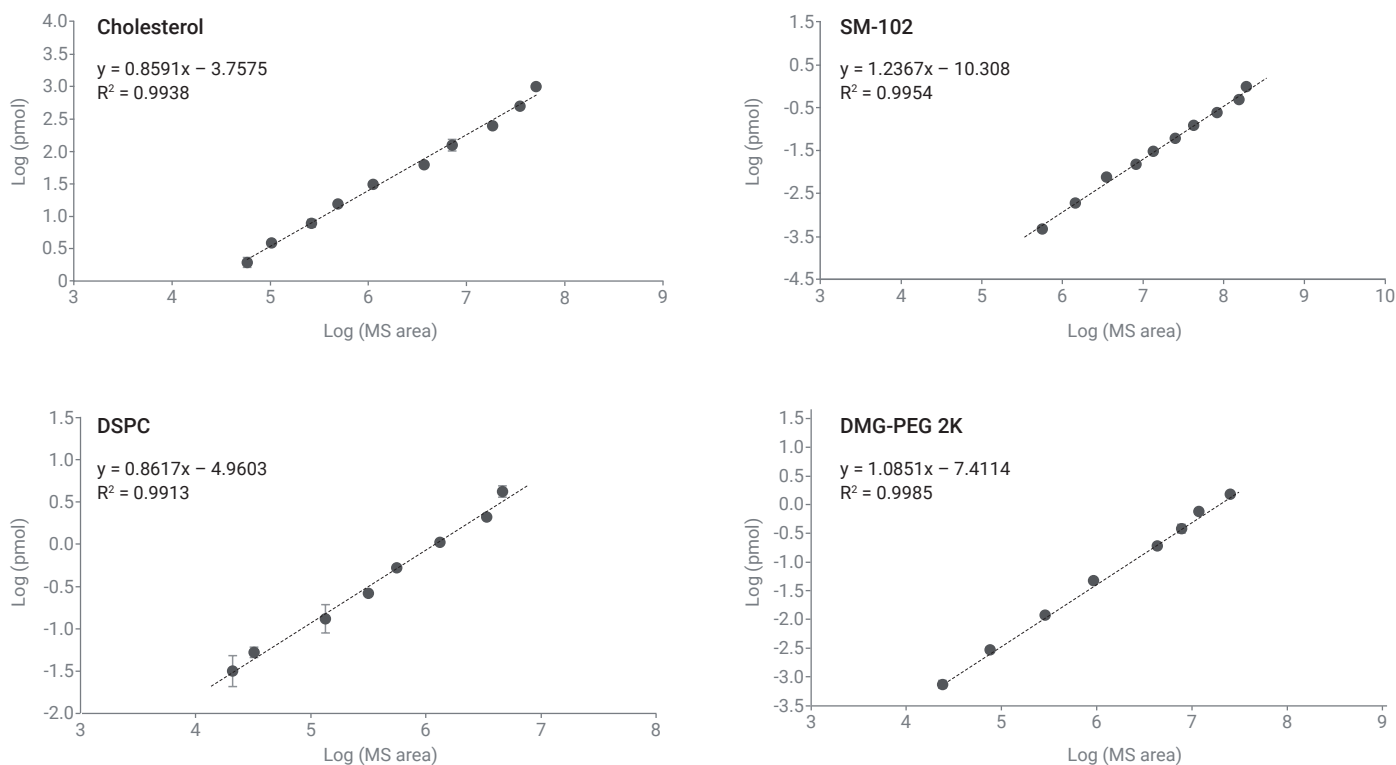 Cholesterol
y = 0.8591x – 3.7575
R² = 0.9938
Log (pmol)
4.0
3.5
3.0
2.5
2.0
1.5
1.0
0.5
0
3 4 5 6 7 8 9
Log (MS area)
SM-102
y = 1.2367x – 10.308
R² = 0.9954
Log (pmol)
1.5
0.5
-0.5
-1.5
-2.5
-3.5
-4.5
3 4 5 6 7 8 9 10
Log (MS area)
DSPC
y = 0.8617x – 4.9603
R² = 0.9913
Log (pmol)
1.5
1.0
0.5
0.0
-0.5
-1.0
-1.5
-2.0
3 4 5 6 7 8
Log (MS area)
DMG-PEG 2K
y = 1.0851x – 7.4114
R² = 0.9985
Log (pmol)
1.5
1.0
0.5
0.0
-0.5
-1.0
-1.5
-2.0
-2.5
-3.0
-3.5
3 4 5 6 7 8 9
Log (MS area)